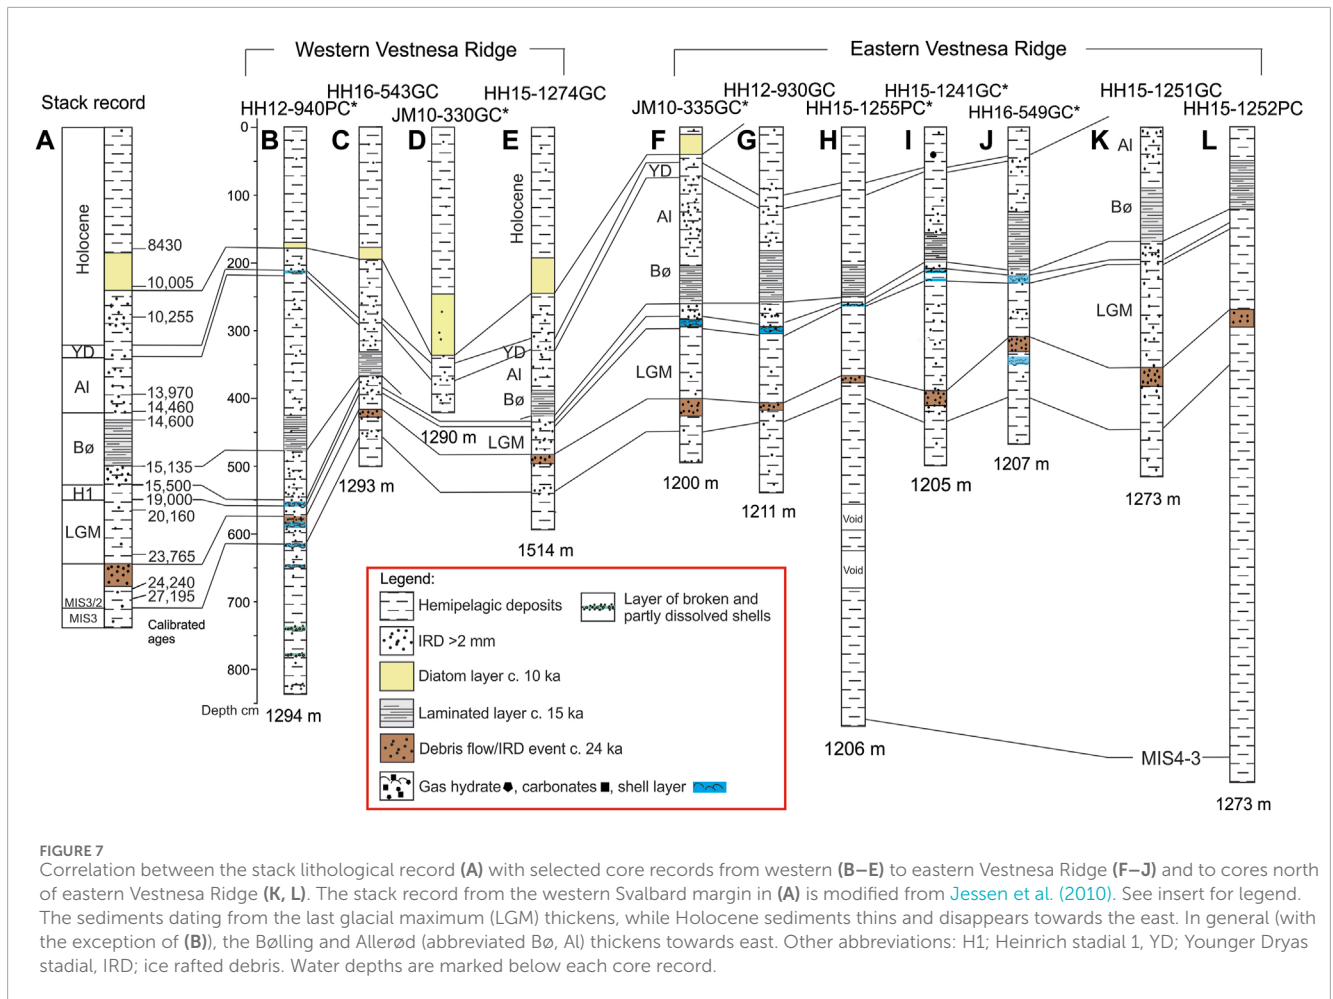 Western Vestnesa Ridge
Eastern Vestnesa Ridge
Stack record
HH12-940PC*
HH16-543GC
JM10-330GC*
HH15-1274GC
JM10-335GC*
HH12-930GC
HH15-1255PC*
HH15-1241GC*
HH16-549GC*
HH15-1251GC
HH15-1252PC
A
B
C
D
E
F
G
H
I
J
K
L
0
100
200
300
400
500
600
700
800
Depth cm
Holocene
YD
Al
Bø
H1
LGM
MIS3/2
MIS3
8430
10,005
10,255
13,970
14,460
14,600
15,135
15,500
19,000
20,160
23,765
24,240
27,195
Calibrated
ages
Holocene
YD
Al
Bø
LGM
YD
Al
Bø
LGM
Al
Bø
LGM
Void
Void
MIS4-3
1294 m
1293 m
1290 m
1514 m
1200 m
1211 m
1206 m
1205 m
1207 m
1273 m
1273 m
Legend:
Hemipelagic deposits
Layer of broken and
partly dissolved shells
IRD >2 mm
Diatom layer c. 10 ka
Laminated layer c. 15 ka
Debris flow/IRD event c. 24 ka
Gas hydrate , carbonates , shell layer
FIGURE 7
Correlation between the stack lithological record (A) with selected core records from western (B–E) to eastern Vestnesa Ridge (F–J) and to cores north
of eastern Vestnesa Ridge (K, L). The stack record from the western Svalbard margin in (A) is modified from Jessen et al. (2010). See insert for legend.
The sediments dating from the last glacial maximum (LGM) thickens, while Holocene sediments thins and disappears towards the east. In general (with
the exception of (B)), the Bølling and Allerød (abbreviated Bø, Al) thickens towards east. Other abbreviations: H1; Heinrich stadial 1, YD; Younger Dryas
stadial, IRD; ice rafted debris. Water depths are marked below each core record.